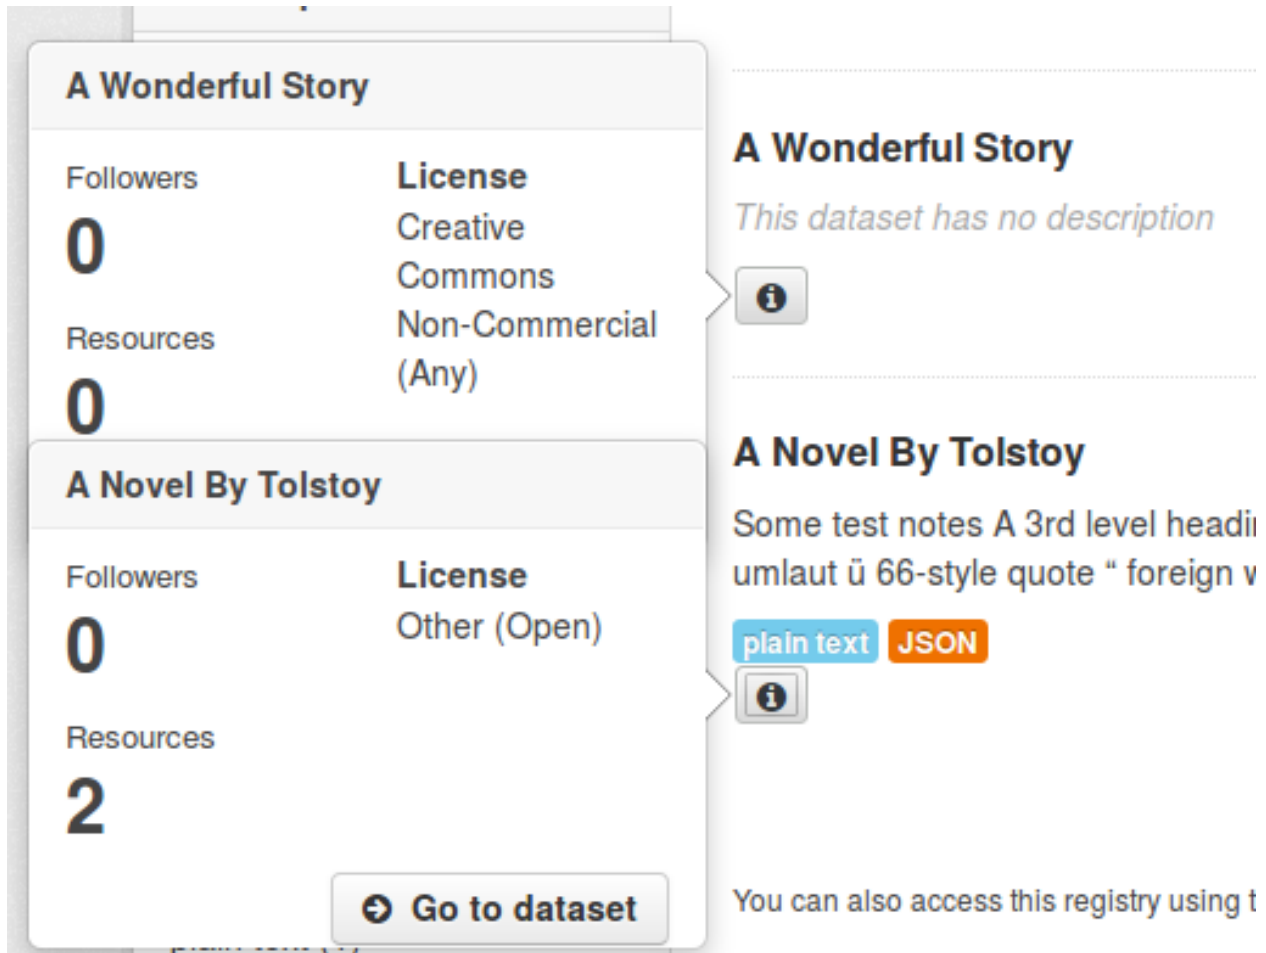 A Wonderful Story
Followers
0
Resources
0
License
Creative
Commons
Non-Commercial
(Any)
A Novel By Tolstoy
Followers
0
Resources
2
License
Other (Open)
Go to dataset
A Wonderful Story
This dataset has no description
A Novel By Tolstoy
Some test notes A 3rd level headi
umlaut ü 66-style quote “ foreign w
plain text JSON
You can also access this registry using t